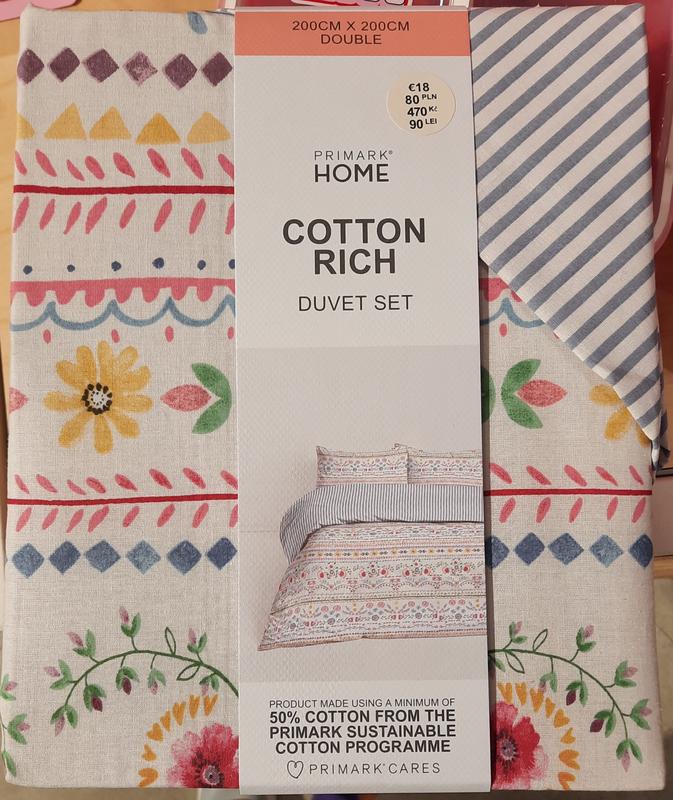 200CM X 200CM
DOUBLE
€18
80 PLN
470 Kč
90 LEI
PRIMARK®
HOME
COTTON
RICH
DUVET SET
PRODUCT MADE USING A MINIMUM OF
50% COTTON FROM THE
PRIMARK SUSTAINABLE
COTTON PROGRAMME
PRIMARK® CARES